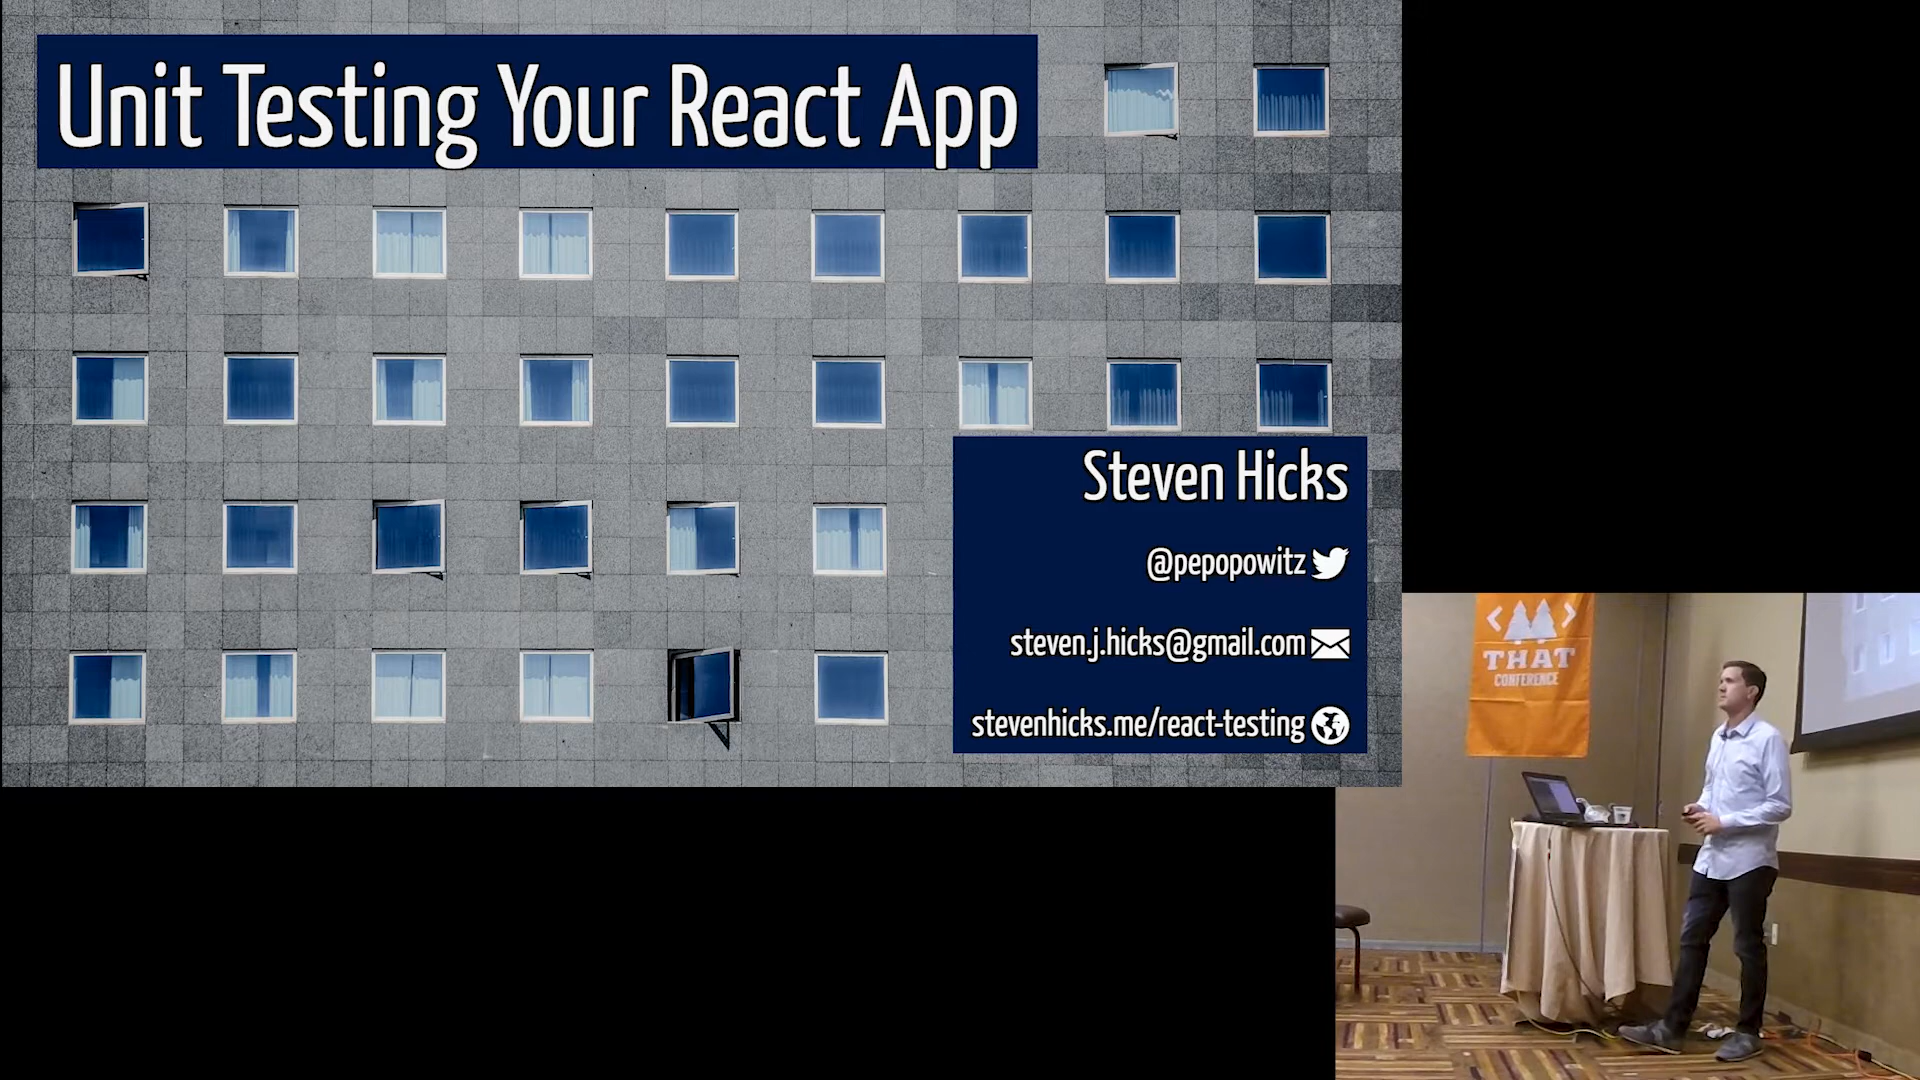 Unit Testing Your React App
Steven Hicks
@pepopowitz
steven.j.hicks@gmail.com
stevenhicks.me/react-testing
< >
THAT
CONFERENCE